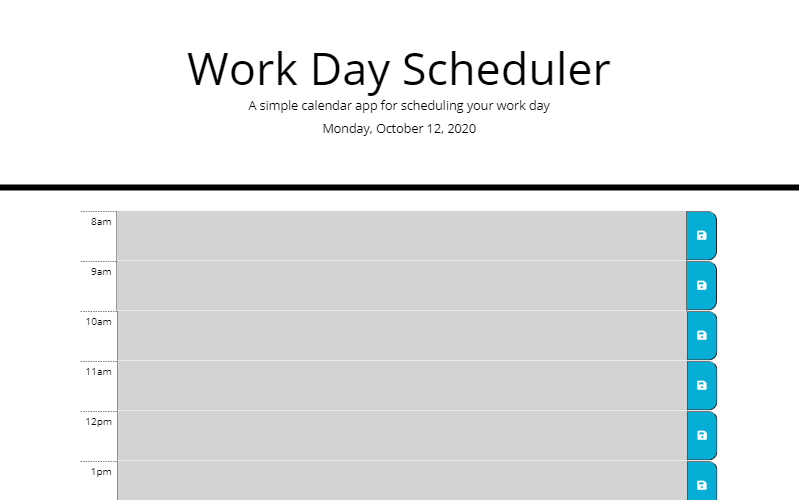 Work Day Scheduler
A simple calendar app for scheduling your work day
Monday, October 12, 2020
8am
9am
10am
11am
12pm
1pm